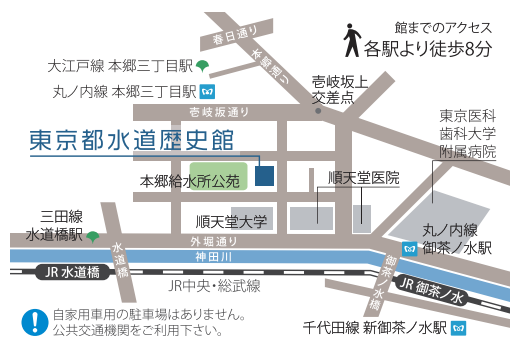 春日通り
館までのアクセス
各駅より徒歩8分
本郷通り
大江戸線 本郷三丁目駅
丸ノ内線 本郷三丁目駅
壱岐坂上
交差点
壱岐坂通り
東京医科
歯科大学
附属病院
東京都水道歴史館
本郷給水所公苑
順天堂医院
三田線
水道橋駅
順天堂大学
丸ノ内線
御茶ノ水駅
外堀通り
水道橋
神田川
御茶ノ水橋
JR 水道橋
JR中央・総武線
JR 御茶ノ水
自家用車用の駐車場はありません。
公共交通機関をご利用下さい。
千代田線 新御茶ノ水駅